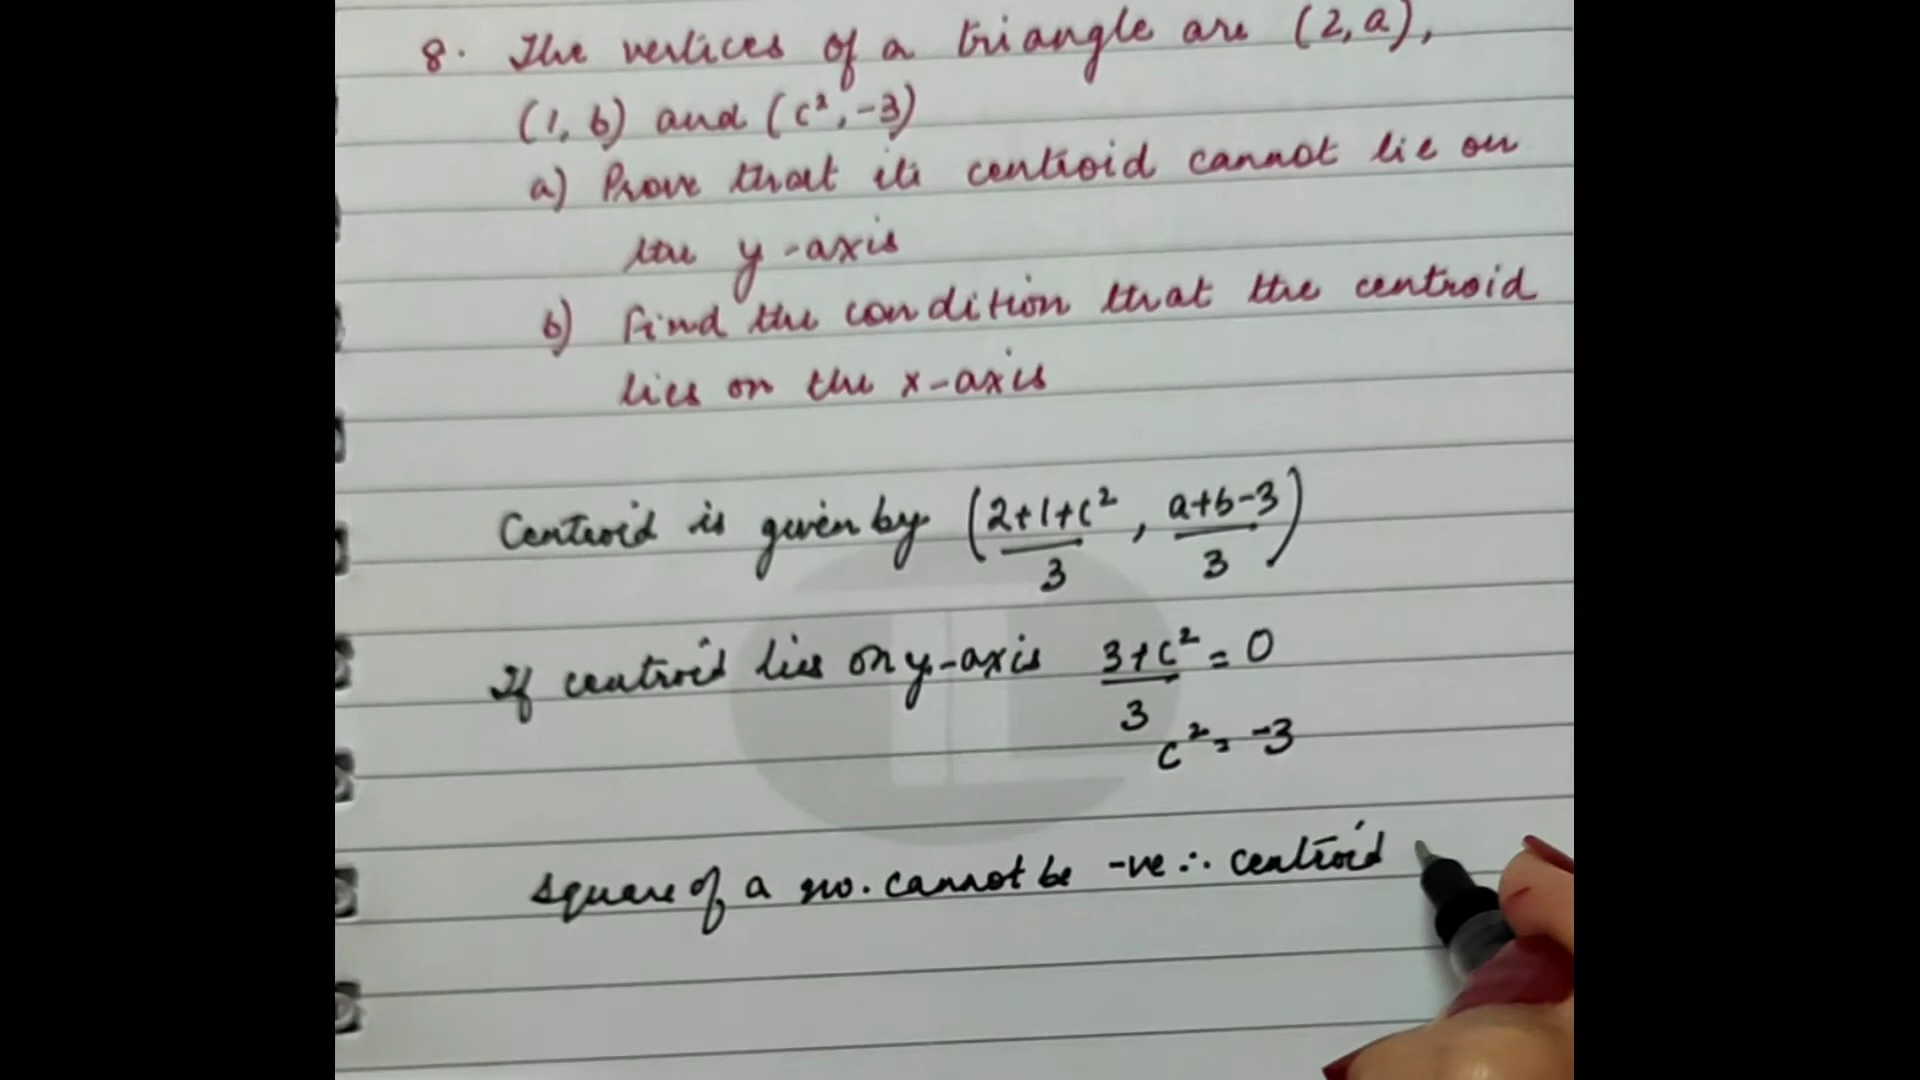 8. The vertices of a triangle are (2, a),
(1, b) and (c², -3)
a) Prove that its centroid cannot lie on
the y-axis
b) Find the condition that the centroid
lies on the x-axis
Centroid is given by ( (2+1+c²)/3 , (a+b-3)/3 )
If centroid lies on y-axis (3+c²)/3 = 0
c² = -3
square of a no. cannot be -ve ∴ centroid